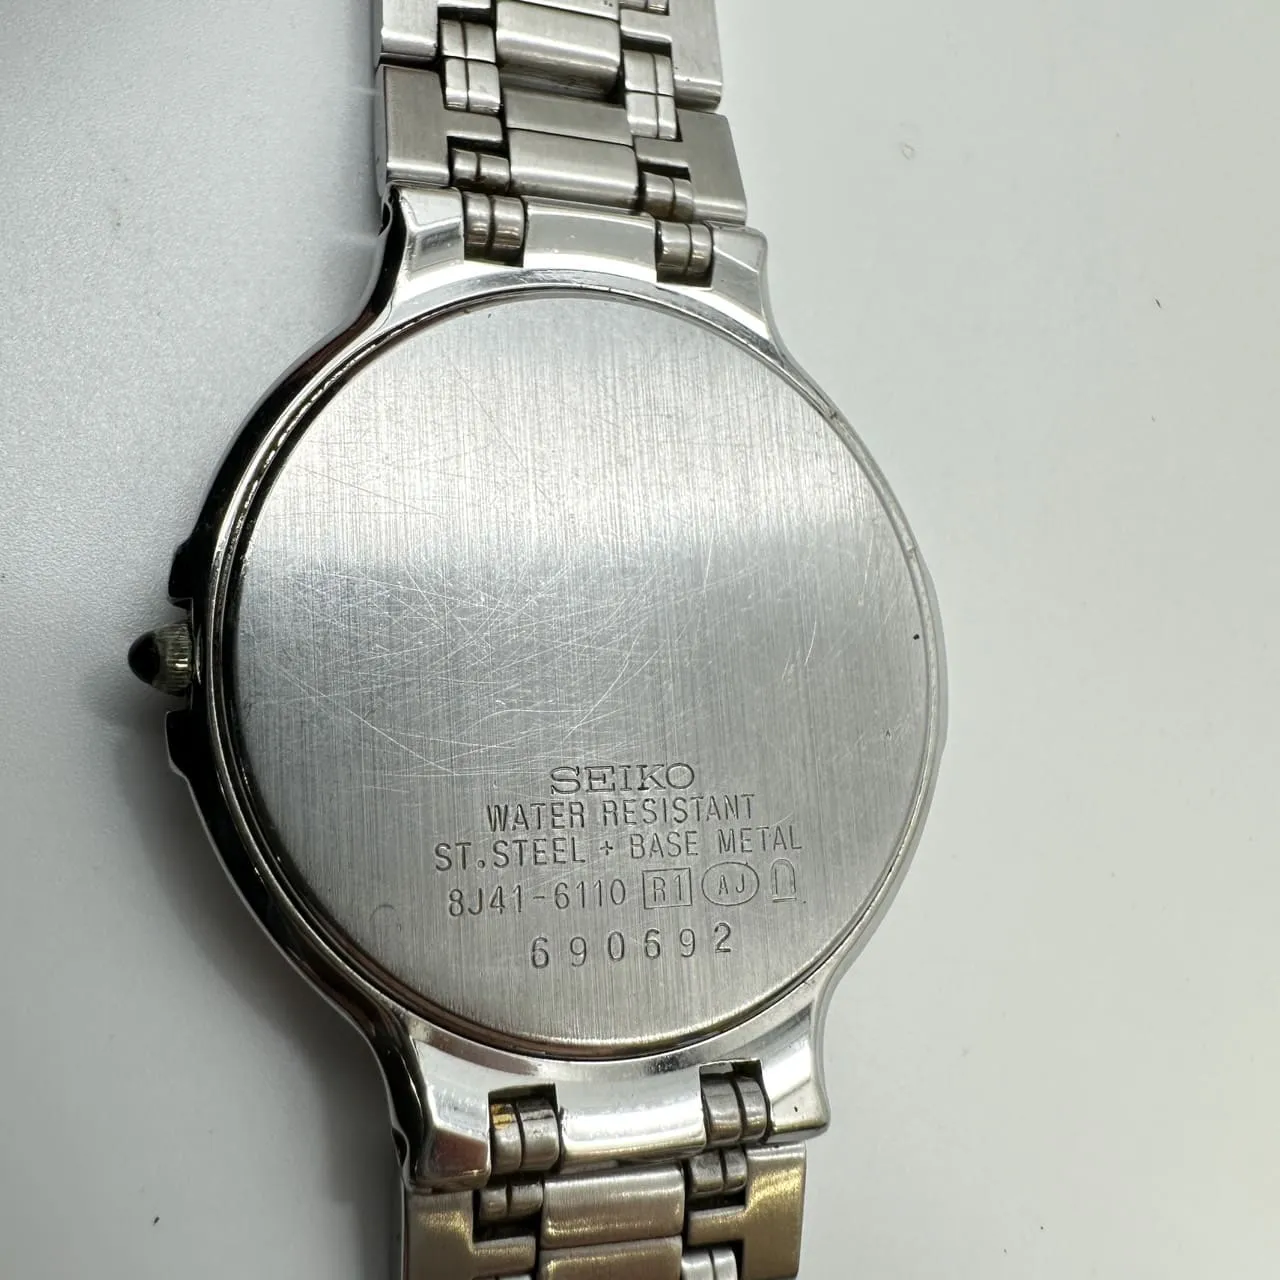 SEIKO
WATER RESISTANT
ST.STEEL + BASE METAL
8J41-6110 R1 AJ
690692